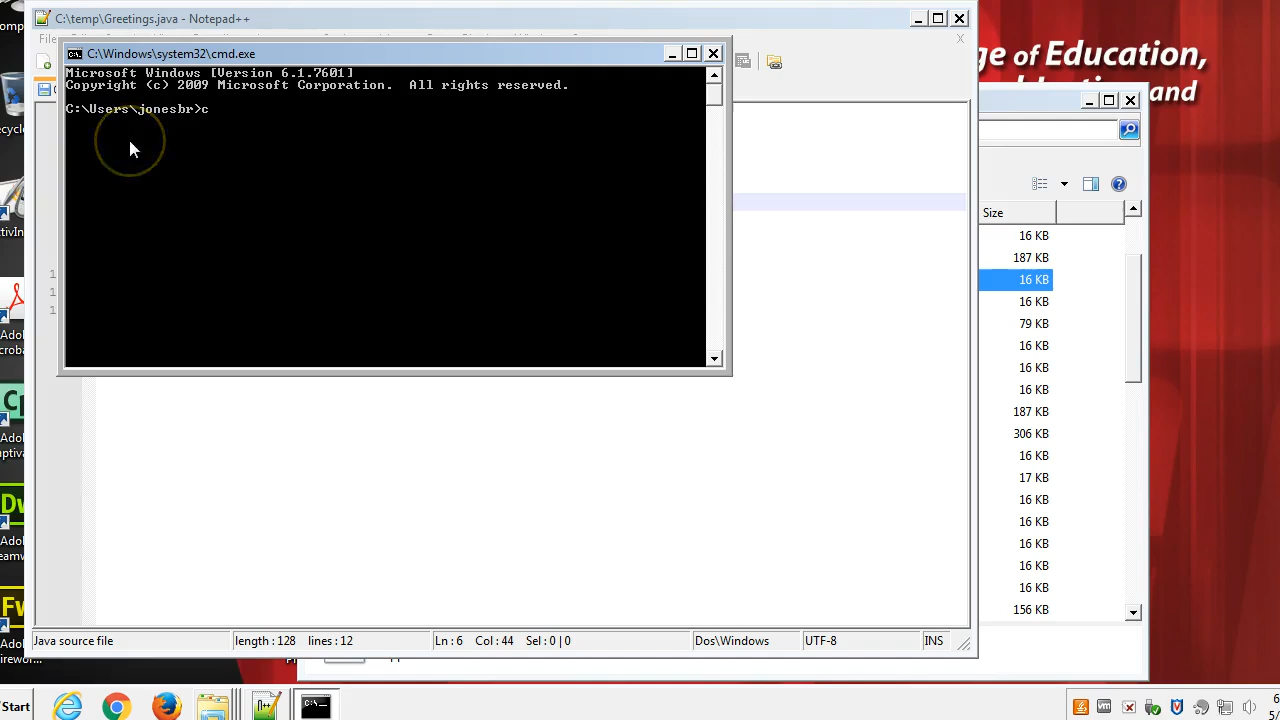 C:\temp\Greetings.java - Notepad++
C:\Windows\system32\cmd.exe
Microsoft Windows [Version 6.1.7601]
Copyright (c) 2009 Microsoft Corporation.  All rights reserved.
C:\Users\jonesbr>c
ge of Education,
and
Size
16 KB
187 KB
16 KB
16 KB
79 KB
16 KB
16 KB
16 KB
187 KB
306 KB
16 KB
17 KB
16 KB
16 KB
16 KB
16 KB
16 KB
156 KB
1
1
1
Java source file
length : 128
lines : 12
Ln : 6
Col : 44
Sel : 0 | 0
Dos\Windows
UTF-8
INS
Start